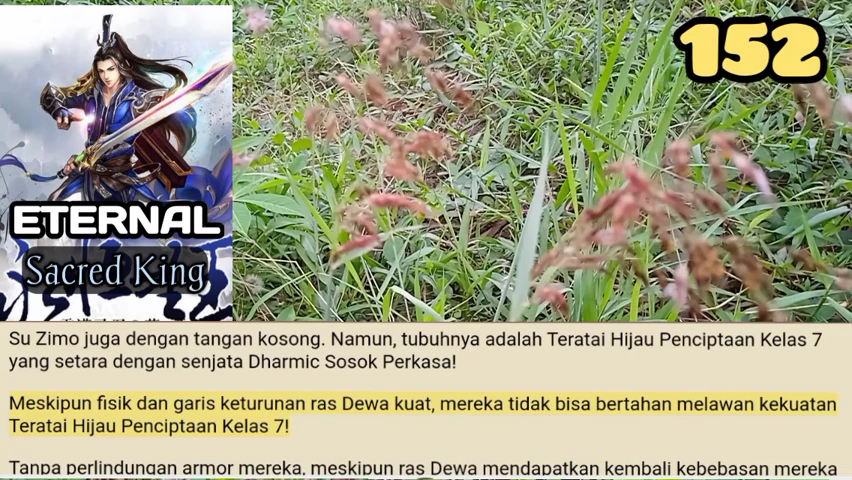 152
ETERNAL
Sacred King
Su Zimo juga dengan tangan kosong. Namun, tubuhnya adalah Teratai Hijau Penciptaan Kelas 7
yang setara dengan senjata Dharmic Sosok Perkasa!
Meskipun fisik dan garis keturunan ras Dewa kuat, mereka tidak bisa bertahan melawan kekuatan
Teratai Hijau Penciptaan Kelas 7!
Tanpa perlindungan armor mereka, meskipun ras Dewa mendapatkan kembali kebebasan mereka